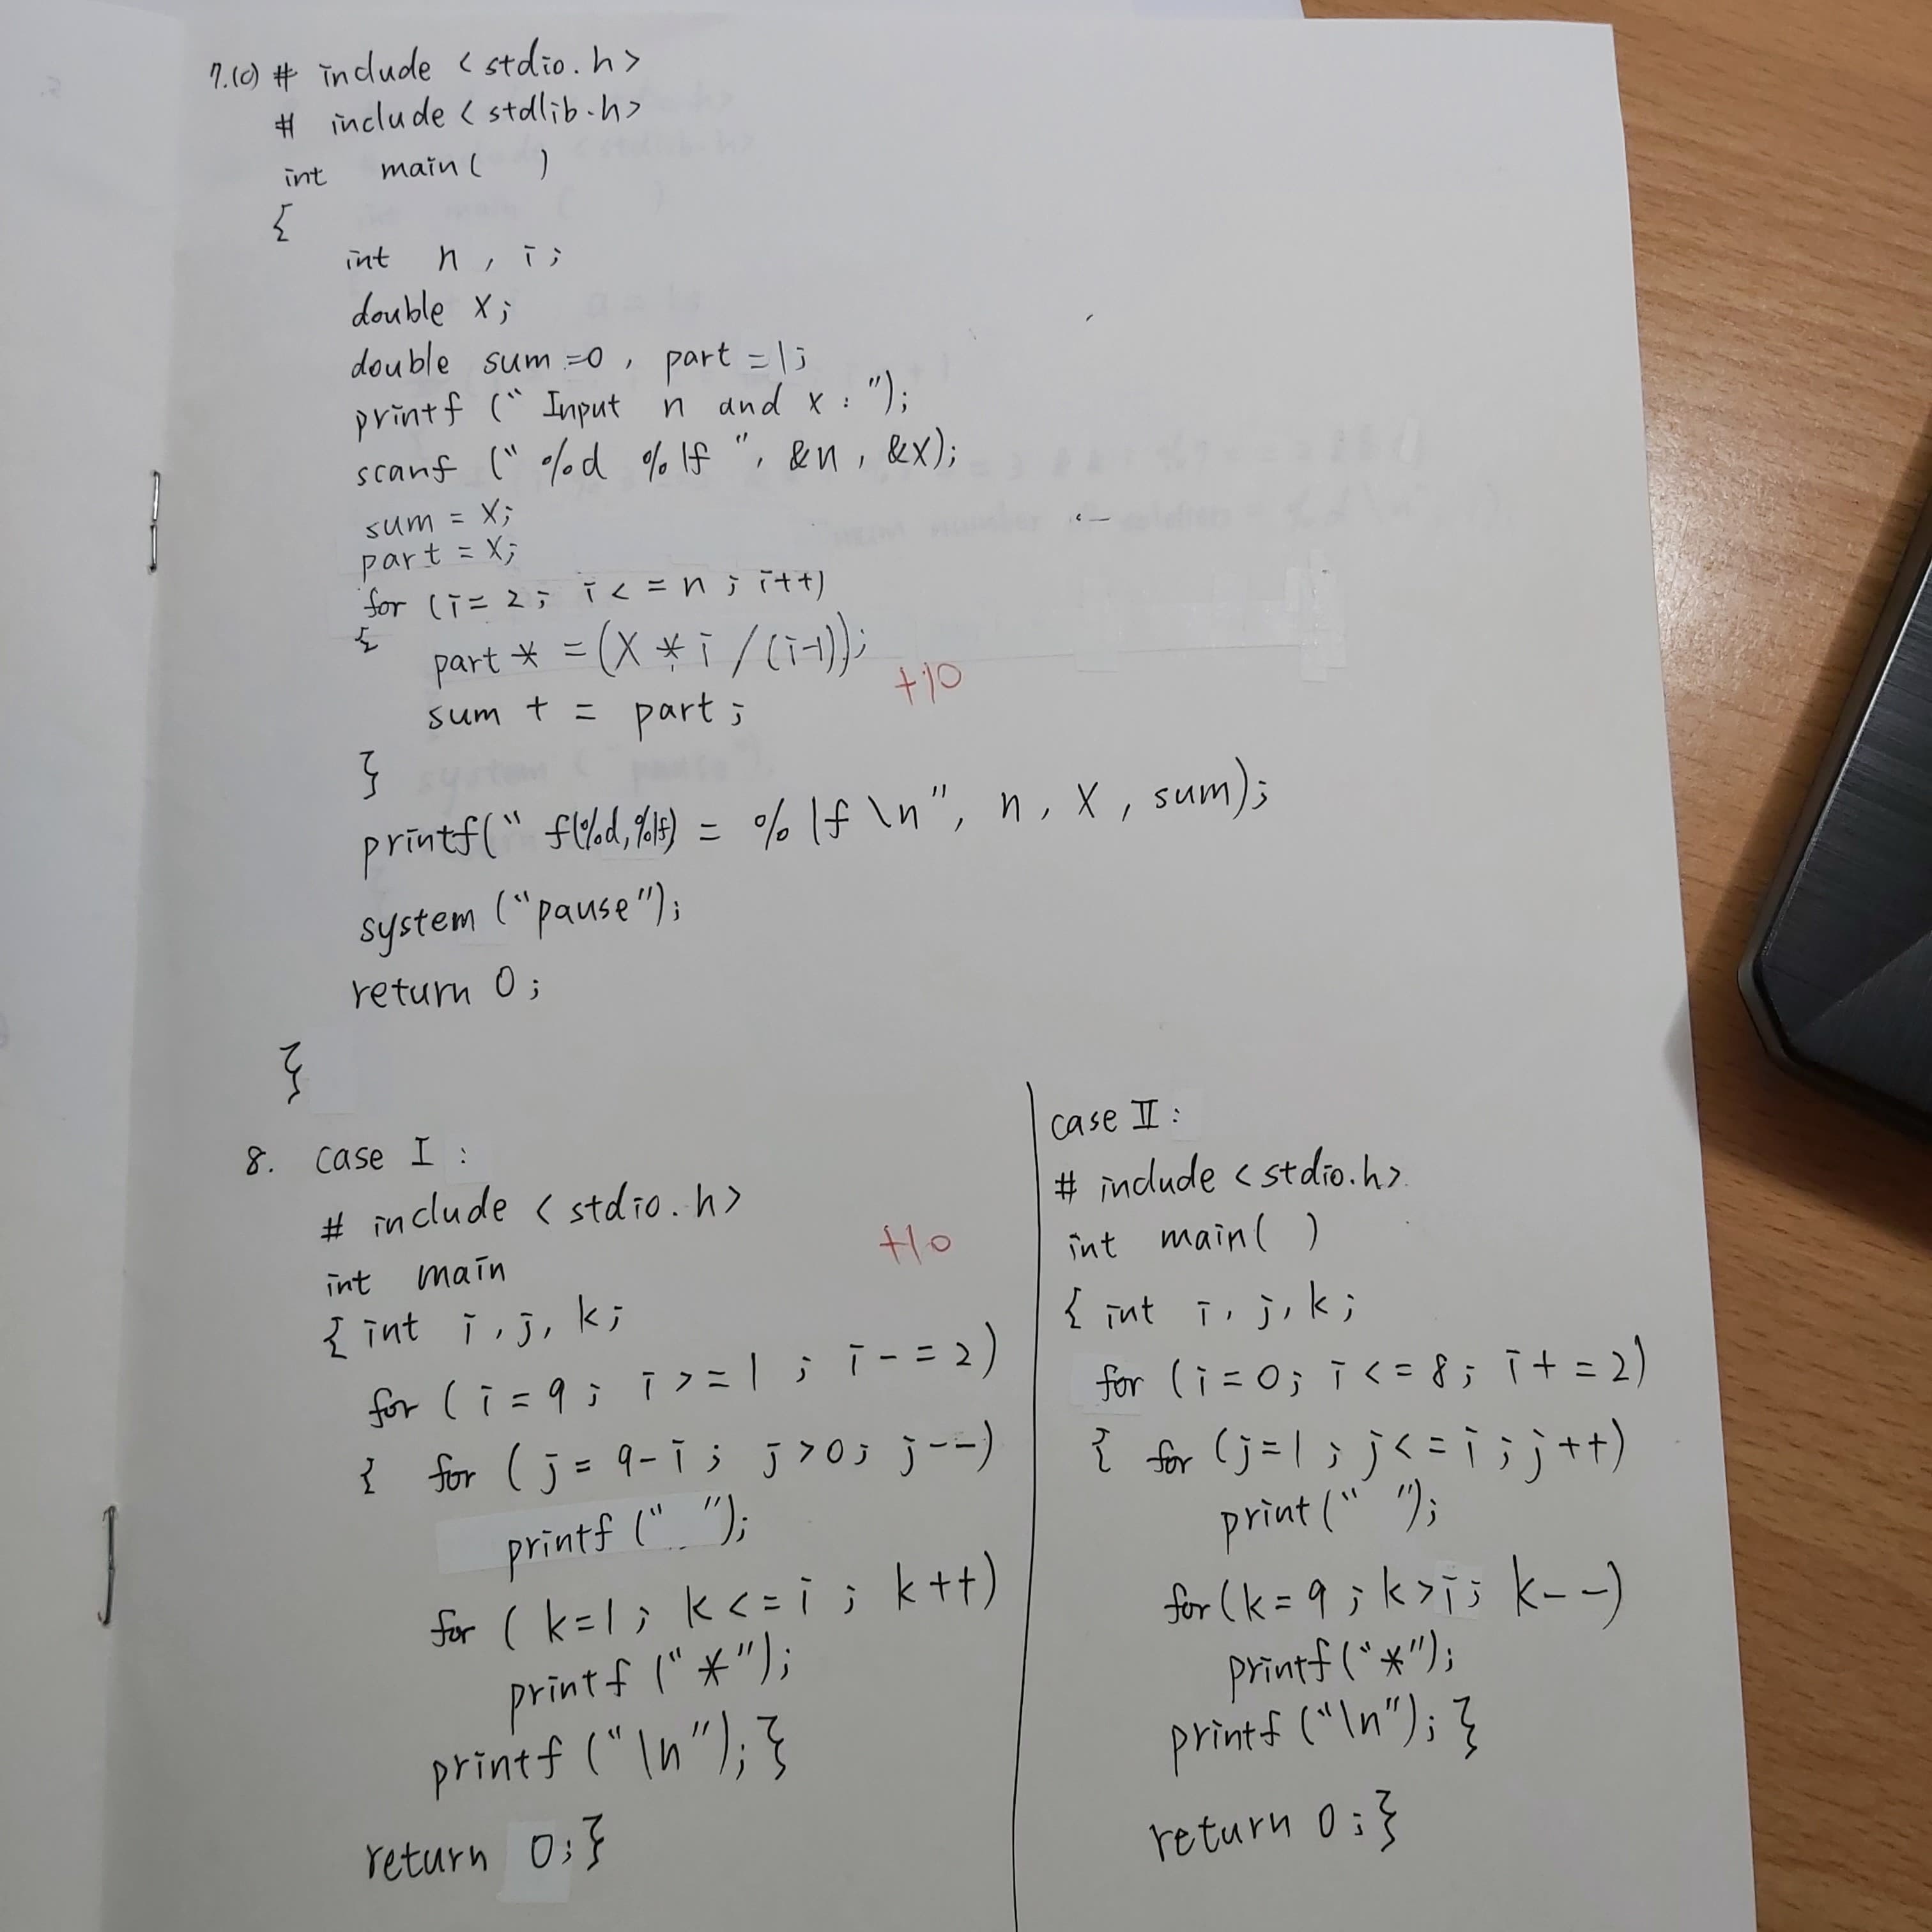 7.(c) # include <stdio.h>
# include <stdlib.h>
int main( )
{
int n, i;
double x;
double sum=0, part=1;
printf (" Input n and x : ");
scanf (" %d %lf ", &n, &x);
sum = x;
part = x;
for (i= 2; i<=n; i++)
{
part * =(x * i /(i-1));
+10
sum + = part;
}
printf(" f(%d,%lf) = %lf \n", n, x, sum);
system ("pause");
return 0;
}
8. case I :
# include <stdio.h>
+10
int main
{ int i, j, k;
for ( i = 9; i >= 1; i -= 2)
{ for ( j = 9-i; j>0; j--)
printf (" ");
for ( k=1; k<=i; k++)
printf ("*");
printf ("\n"); }
return 0; }
case II :
# include <stdio.h>
int main( )
{ int i, j, k;
for (i=0; i<=8; i+=2)
{ for (j=1; j<=i; j++)
print(" ");
for(k=9; k>i; k--)
printf("*");
printf ("\n"); }
return 0; }